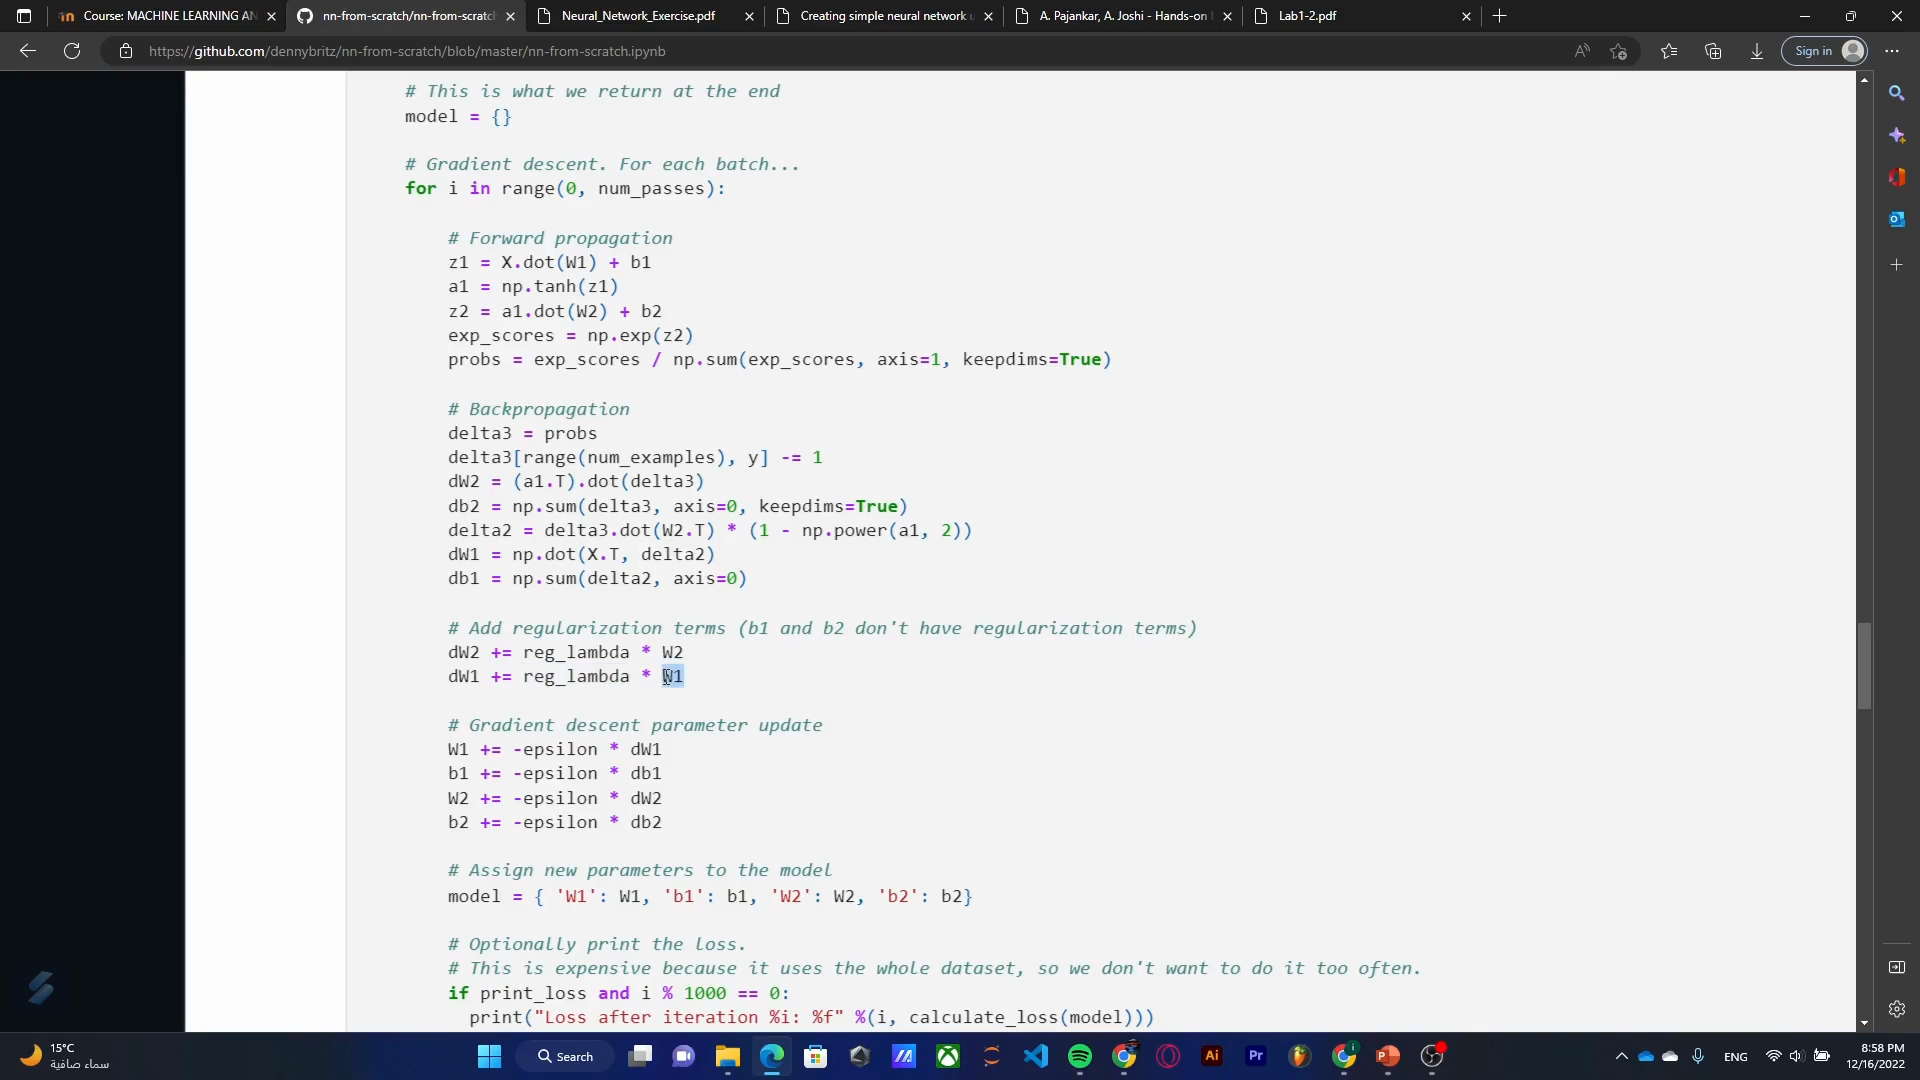 Course: MACHINE LEARNING AN
nn-from-scratch/nn-from-scratch
Neural_Network_Exercise.pdf
Creating simple neural network u
A. Pajankar, A. Joshi - Hands-on
Lab1-2.pdf
https://github.com/dennybritz/nn-from-scratch/blob/master/nn-from-scratch.ipynb
Sign in
# This is what we return at the end
model = {}
# Gradient descent. For each batch...
for i in range(0, num_passes):
# Forward propagation
z1 = X.dot(W1) + b1
a1 = np.tanh(z1)
z2 = a1.dot(W2) + b2
exp_scores = np.exp(z2)
probs = exp_scores / np.sum(exp_scores, axis=1, keepdims=True)
# Backpropagation
delta3 = probs
delta3[range(num_examples), y] -= 1
dW2 = (a1.T).dot(delta3)
db2 = np.sum(delta3, axis=0, keepdims=True)
delta2 = delta3.dot(W2.T) * (1 - np.power(a1, 2))
dW1 = np.dot(X.T, delta2)
db1 = np.sum(delta2, axis=0)
# Add regularization terms (b1 and b2 don't have regularization terms)
dW2 += reg_lambda * W2
dW1 += reg_lambda * W1
# Gradient descent parameter update
W1 += -epsilon * dW1
b1 += -epsilon * db1
W2 += -epsilon * dW2
b2 += -epsilon * db2
# Assign new parameters to the model
model = { 'W1': W1, 'b1': b1, 'W2': W2, 'b2': b2}
# Optionally print the loss.
# This is expensive because it uses the whole dataset, so we don't want to do it too often.
if print_loss and i % 1000 == 0:
print("Loss after iteration %i: %f" %(i, calculate_loss(model)))
15°C
سماء صافية
Search
Ai
Pr
ENG
8:58 PM
12/16/2022